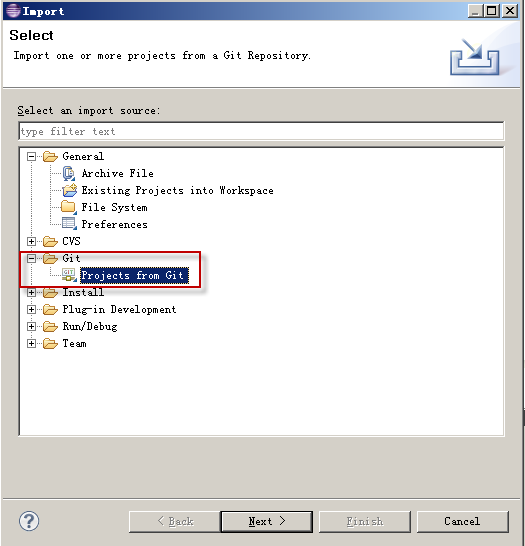 Import
Select
Import one or more projects from a Git Repository.
Select an import source:
type filter text
General
Archive File
Existing Projects into Workspace
File System
Preferences
CVS
Git
GIT Projects from Git
Install
Plug-in Development
Run/Debug
Team
? < Back Next > Finish Cancel